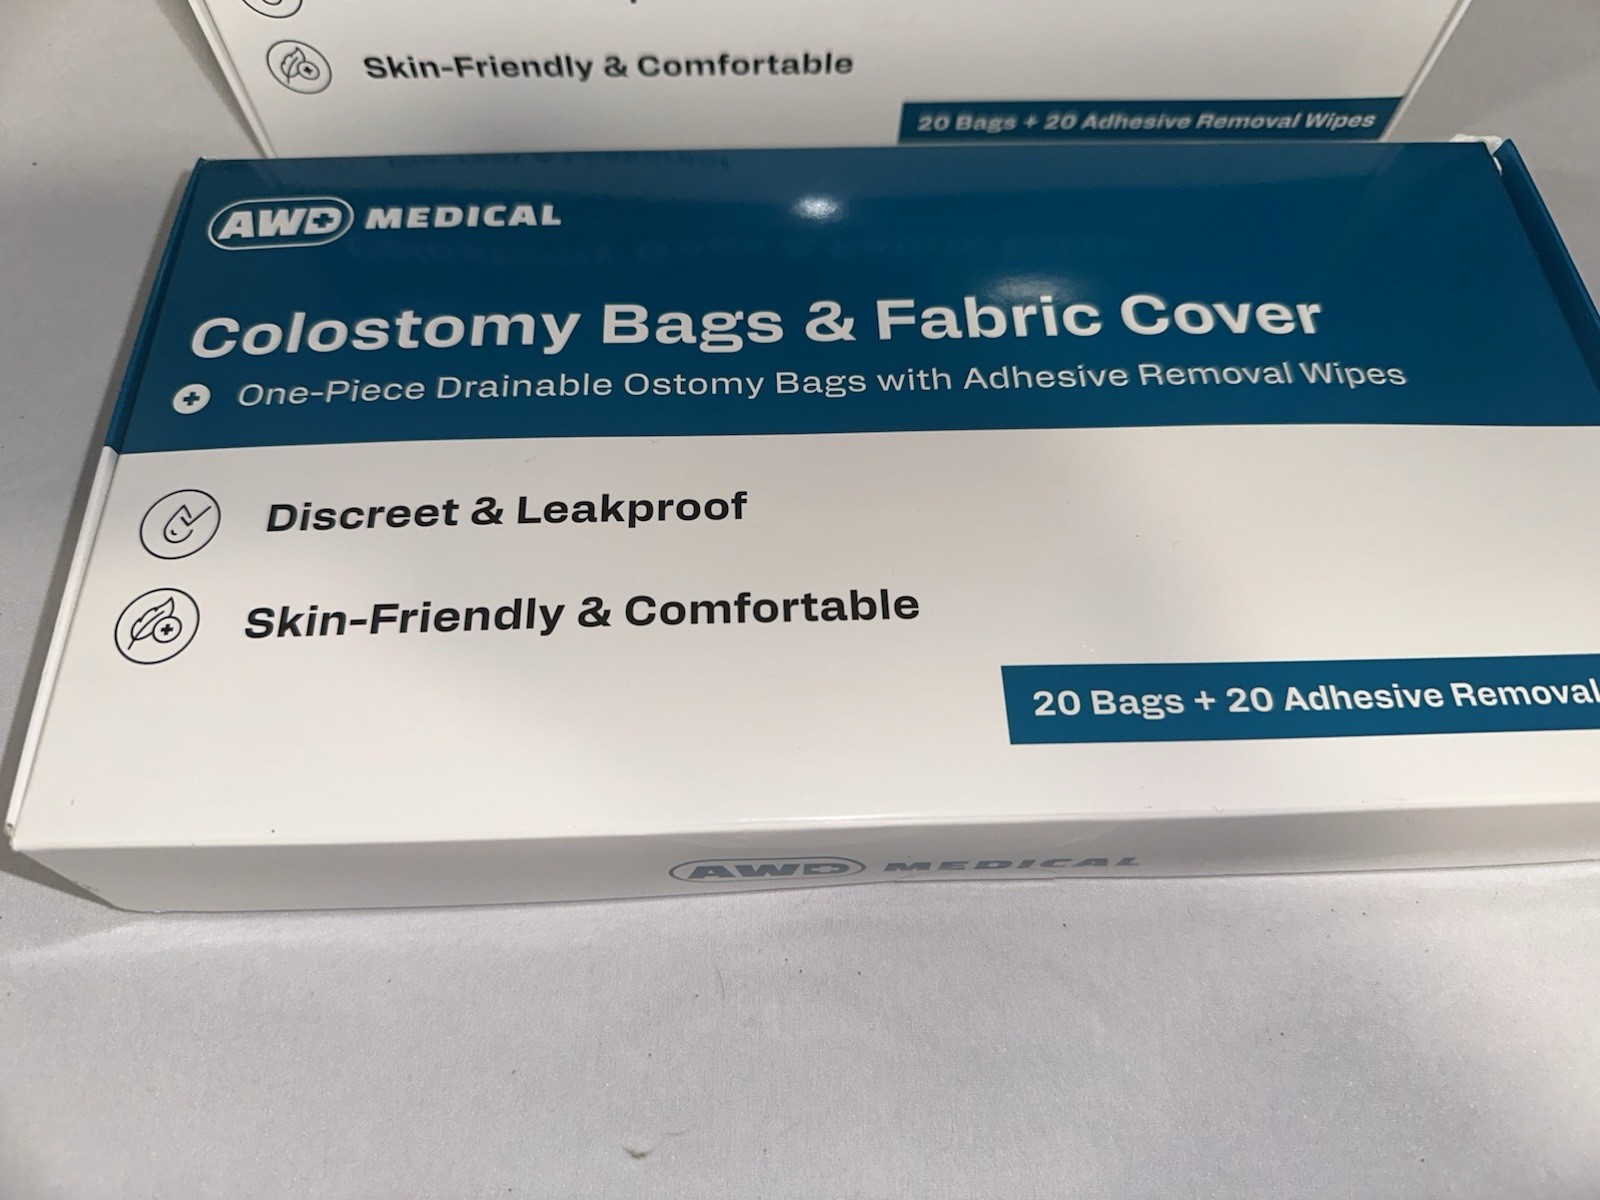 Skin-Friendly & Comfortable
20 Bags + 20 Adhesive Removal Wipes
AWD MEDICAL
Colostomy Bags & Fabric Cover
One-Piece Drainable Ostomy Bags with Adhesive Removal Wipes
Discreet & Leakproof
Skin-Friendly & Comfortable
20 Bags + 20 Adhesive Removal
AWD MEDICAL